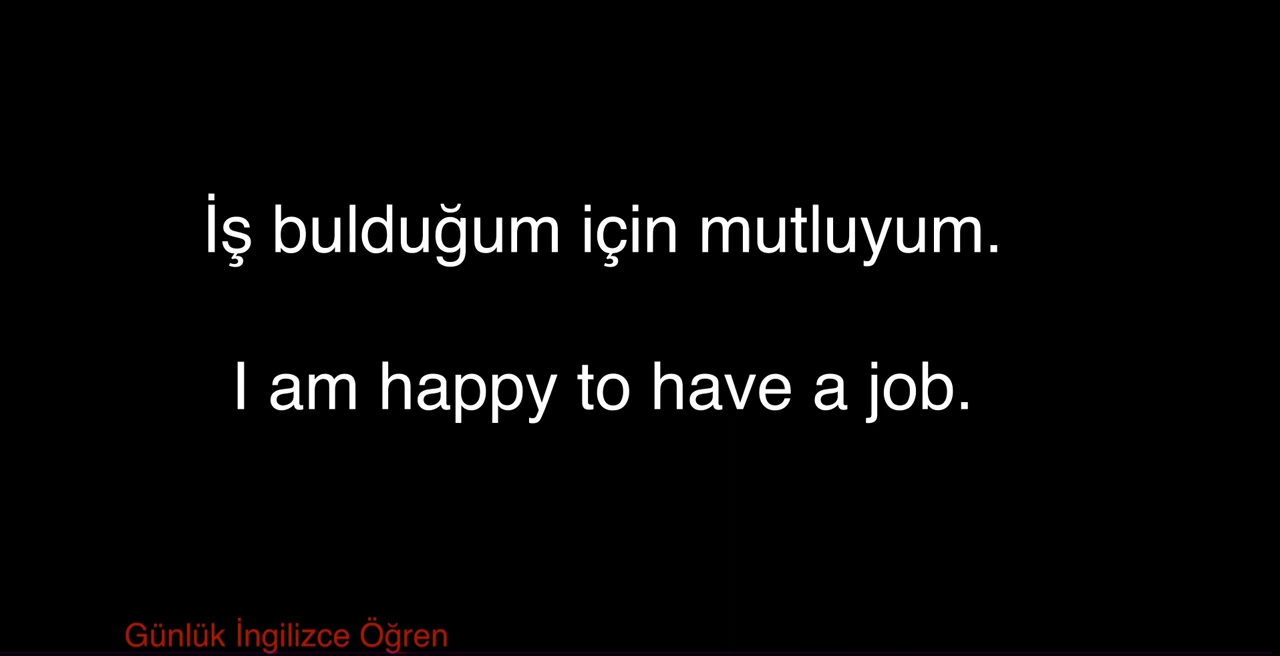 İş bulduğum için mutluyum.
I am happy to have a job.
Günlük İngilizce Öğren